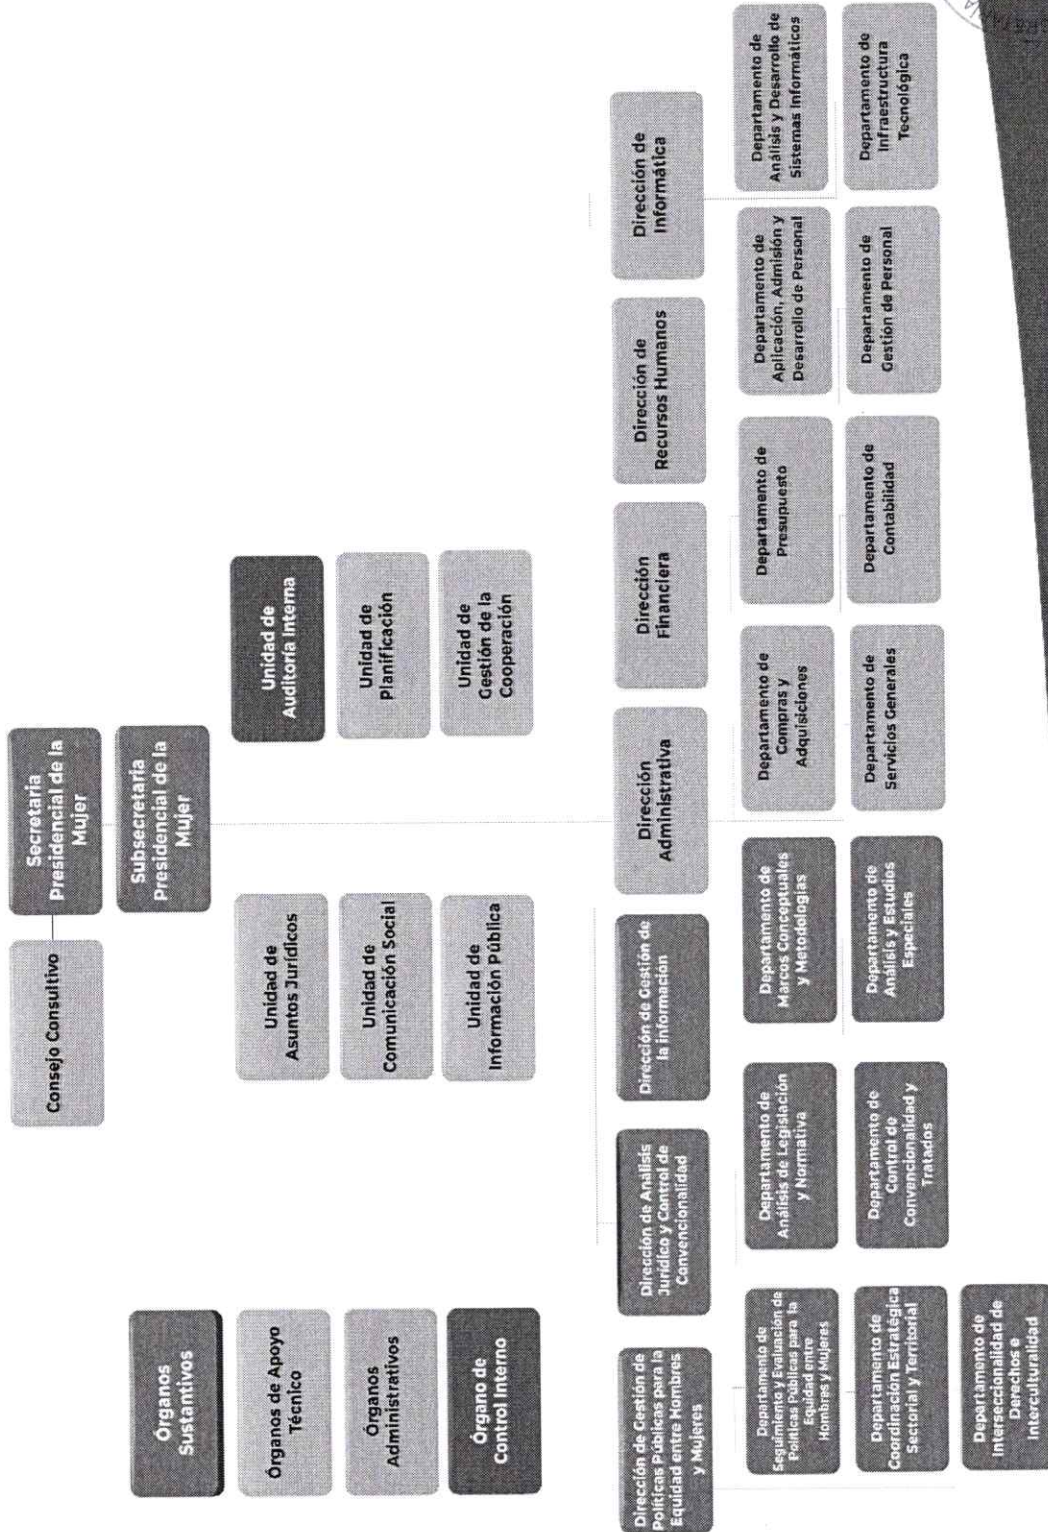 Consejo Consultivo
Secretaria
Presidencial de la
Mujer
Subsecretaria
Presidencial de la
Mujer
Órganos
Sustantivos
Órganos de Apoyo
Técnico
Órganos
Administrativos
Órgano de
Control Interno
Unidad de
Asuntos Jurídicos
Unidad de
Auditoría Interna
Unidad de
Comunicación Social
Unidad de
Planificación
Unidad de
Información Pública
Unidad de
Gestión de la
Cooperación
Dirección de Gestión de
Políticas Públicas para la
Equidad entre Hombres
y Mujeres
Direccion de Análisis
Jurídico y Control de
Convencionalidad
Dirección de Gestión de
la información
Dirección
Administrativa
Dirección
Financiera
Dirección de
Recursos Humanos
Dirección de
Informática
Departamento de
Seguimiento y Evaluación de
Políticas Públicas para la
Equidad entre
Hombres y Mujeres
Departamento de
Análisis de Legislación
y Normativa
Departamento de
Marcos Conceptuales
y Metodologías
Departamento de
Compras y
Adquisiciones
Departamento de
Presupuesto
Departamento de
Aplicación, Admisión y
Desarrollo de Personal
Departamento de
Análisis y Desarrollo de
Sistemas Informáticos
Departamento de
Coordinación Estratégica
Sectorial y Territorial
Departamento de
Control de
Convencionalidad y
Tratados
Departamento de
Análisis y Estudios
Especiales
Departamento de
Servicios Generales
Departamento de
Contabilidad
Departamento de
Gestión de Personal
Departamento de
Infraestructura
Tecnológica
Departamento de
Interseccionalidad de
Derechos e
Interculturalidad